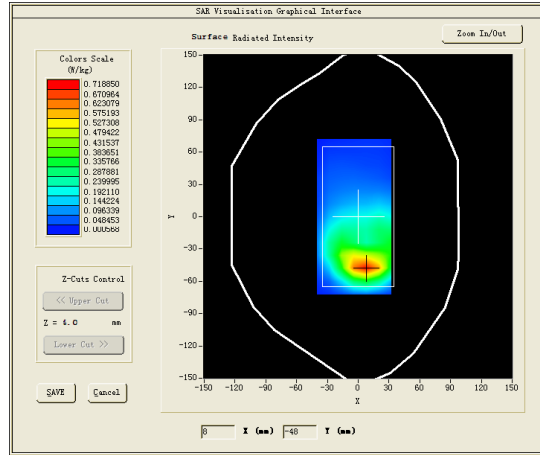 SAR Visualisation Graphical Interface
Surface Radiated Intensity
Zoom In/Out
Colors Scale
(W/kg)
0.718850
0.670964
0.623079
0.575193
0.527308
0.479422
0.431537
0.383651
0.335766
0.287881
0.239995
0.192110
0.144224
0.096339
0.048453
0.000568
Z-Cuts Control
<< Upper Cut
Z = 4.0 mm
Lower Cut >>
SAVE
Cancel
150
120
90
60
30
0
-30
-60
-90
-120
-150
Y
-150 -120 -90 -60 -30 0 30 60 90 120 150
X
8 X (mm) -48 Y (mm)